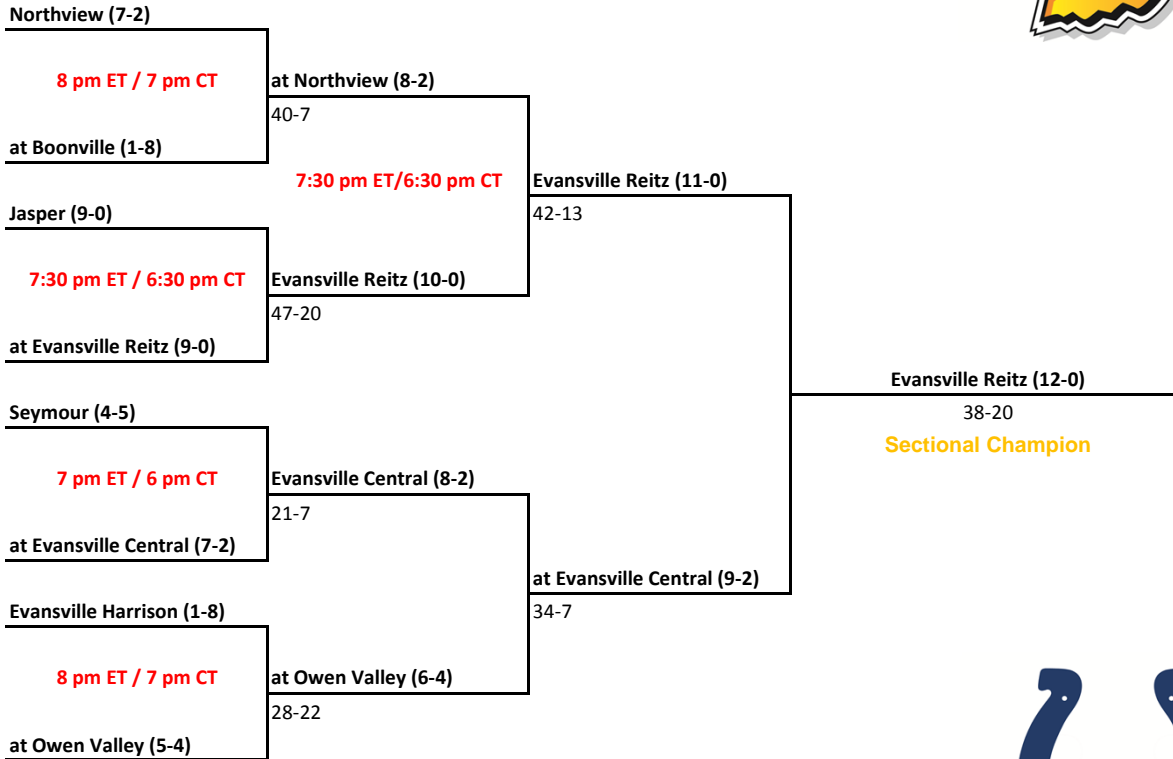 Northview (7-2)
8 pm ET / 7 pm CT
at Northview (8-2)
40-7
at Boonville (1-8)
7:30 pm ET/6:30 pm CT
Evansville Reitz (11-0)
Jasper (9-0)
42-13
7:30 pm ET / 6:30 pm CT
Evansville Reitz (10-0)
47-20
at Evansville Reitz (9-0)
Evansville Reitz (12-0)
Seymour (4-5)
38-20
Sectional Champion
7 pm ET / 6 pm CT
Evansville Central (8-2)
21-7
at Evansville Central (7-2)
at Evansville Central (9-2)
Evansville Harrison (1-8)
34-7
8 pm ET / 7 pm CT
at Owen Valley (6-4)
28-22
at Owen Valley (5-4)